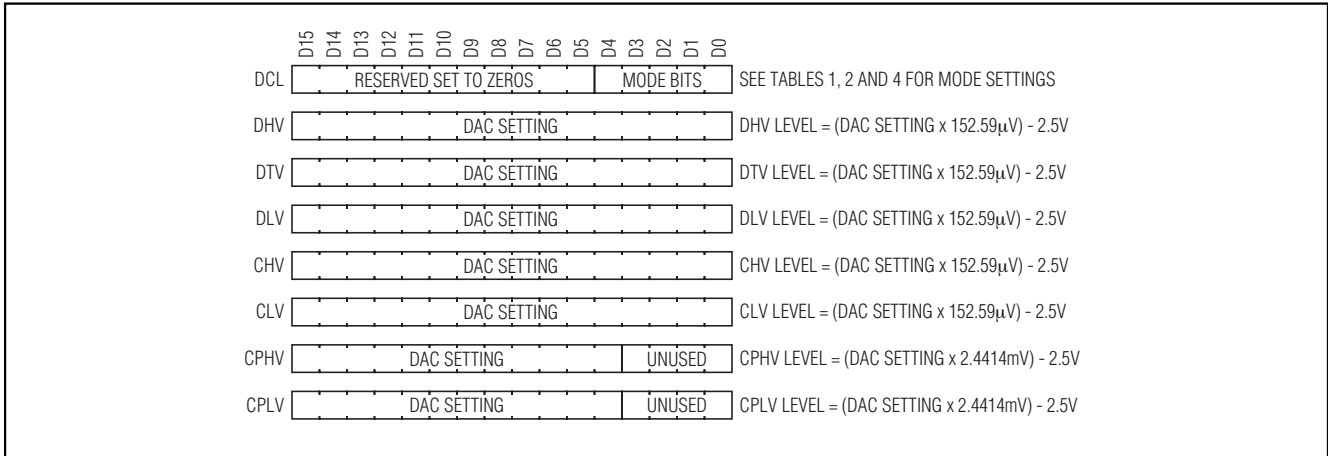 D15 D14 D13 D12 D11 D10 D9 D8 D7 D6 D5 D4 D3 D2 D1 D0
DCL RESERVED SET TO ZEROS MODE BITS SEE TABLES 1, 2 AND 4 FOR MODE SETTINGS
DHV DAC SETTING DHV LEVEL = (DAC SETTING x 152.59μV) - 2.5V
DTV DAC SETTING DTV LEVEL = (DAC SETTING x 152.59μV) - 2.5V
DLV DAC SETTING DLV LEVEL = (DAC SETTING x 152.59μV) - 2.5V
CHV DAC SETTING CHV LEVEL = (DAC SETTING x 152.59μV) - 2.5V
CLV DAC SETTING CLV LEVEL = (DAC SETTING x 152.59μV) - 2.5V
CPHV DAC SETTING UNUSED CPHV LEVEL = (DAC SETTING x 2.4414mV) - 2.5V
CPLV DAC SETTING UNUSED CPLV LEVEL = (DAC SETTING x 2.4414mV) - 2.5V